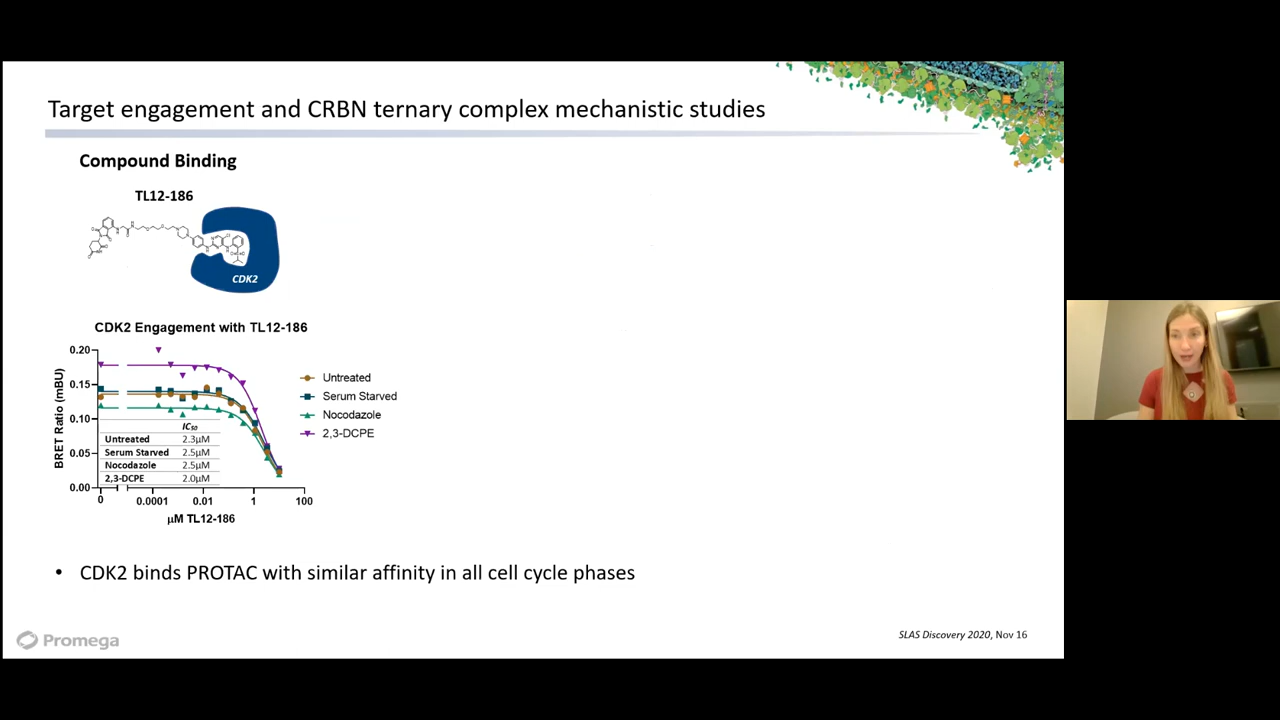 Target engagement and CRBN ternary complex mechanistic studies
Compound Binding
TL12-186
CDK2
CDK2 Engagement with TL12-186
BRET Ratio (mBU)
0.20
0.15
0.10
0.05
0.00
0
0.0001
0.01
1
100
µM TL12-186
Untreated
Serum Starved
Nocodazole
2,3-DCPE
IC50
Untreated 2.3µM
Serum Starved 2.5µM
Nocodazole 2.5µM
2,3-DCPE 2.0µM
• CDK2 binds PROTAC with similar affinity in all cell cycle phases
Promega
SLAS Discovery 2020, Nov 16